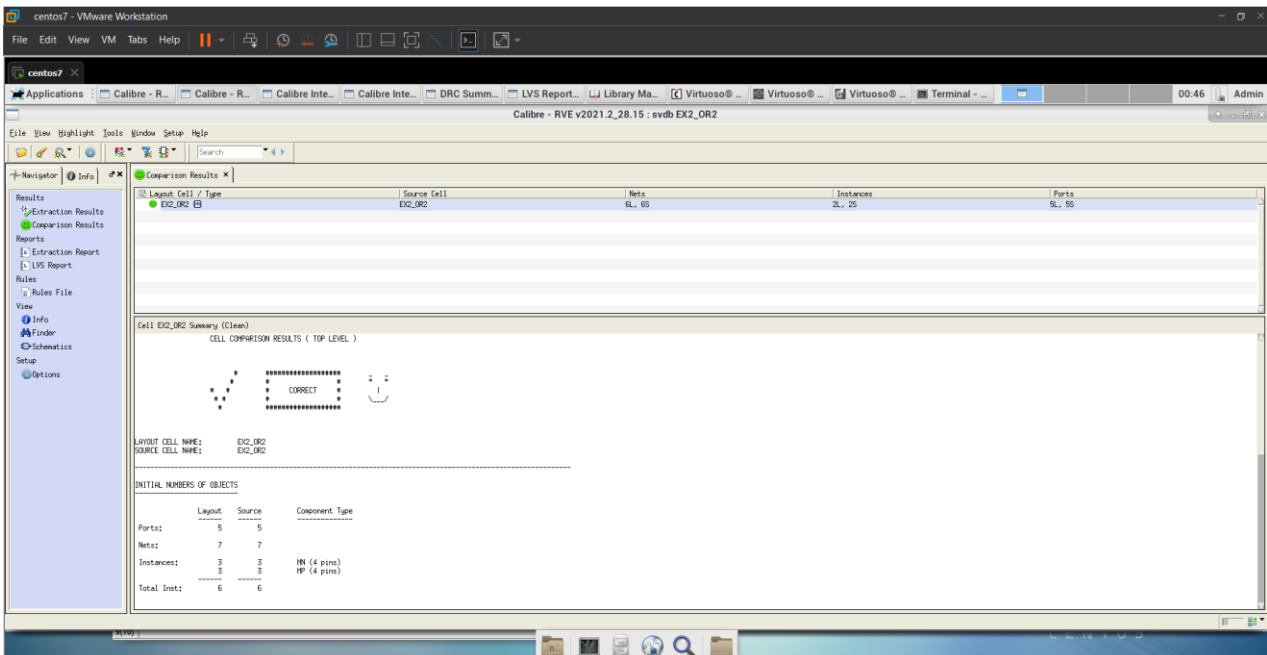 centos7 - VMware Workstation
File Edit View VM Tabs Help
centos7
Applications Calibre - R... Calibre - R... Calibre Inte... Calibre Inte... DRC Summ... LVS Report... Library Ma... Virtuoso® ... Virtuoso® ... Virtuoso® ... Terminal - ... 00:46 Admin
Calibre - RVE v2021.2_28.15 : svdb EX2_OR2
File View Highlight Tools Window Setup Help
Search
Navigator Info Comparison Results
Results
Extraction Results
Comparison Results
Reports
Extraction Report
LVS Report
Rules
Rules File
View
Info
Finder
Schematics
Setup
Options
Layout Cell / Type Source Cell Nets Instances Ports
EX2_OR2 EX2_OR2 6L, 6S 2L, 2S 5L, 5S
Cell EX2_OR2 Summary (Clean)
CELL COMPARISON RESULTS ( TOP LEVEL )
CORRECT
LAYOUT CELL NAME: EX2_OR2
SOURCE CELL NAME: EX2_OR2
INITIAL NUMBERS OF OBJECTS
Layout Source Component Type
Ports: 5 5
Nets: 7 7
Instances: 3 3 MN (4 pins)
3 3 MP (4 pins)
Total Inst: 6 6
CENTOS